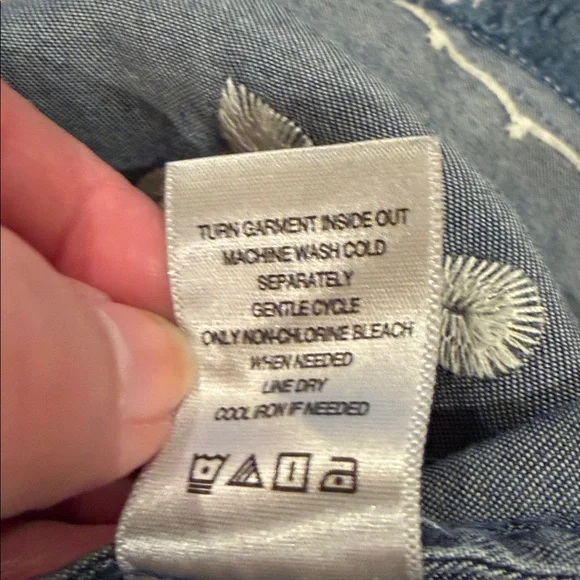 TURN GARMENT INSIDE OUT
MACHINE WASH COLD
SEPARATELY
GENTLE CYCLE
ONLY NON-CHLORINE BLEACH
WHEN NEEDED
LINE DRY
COOL IRON IF NEEDED